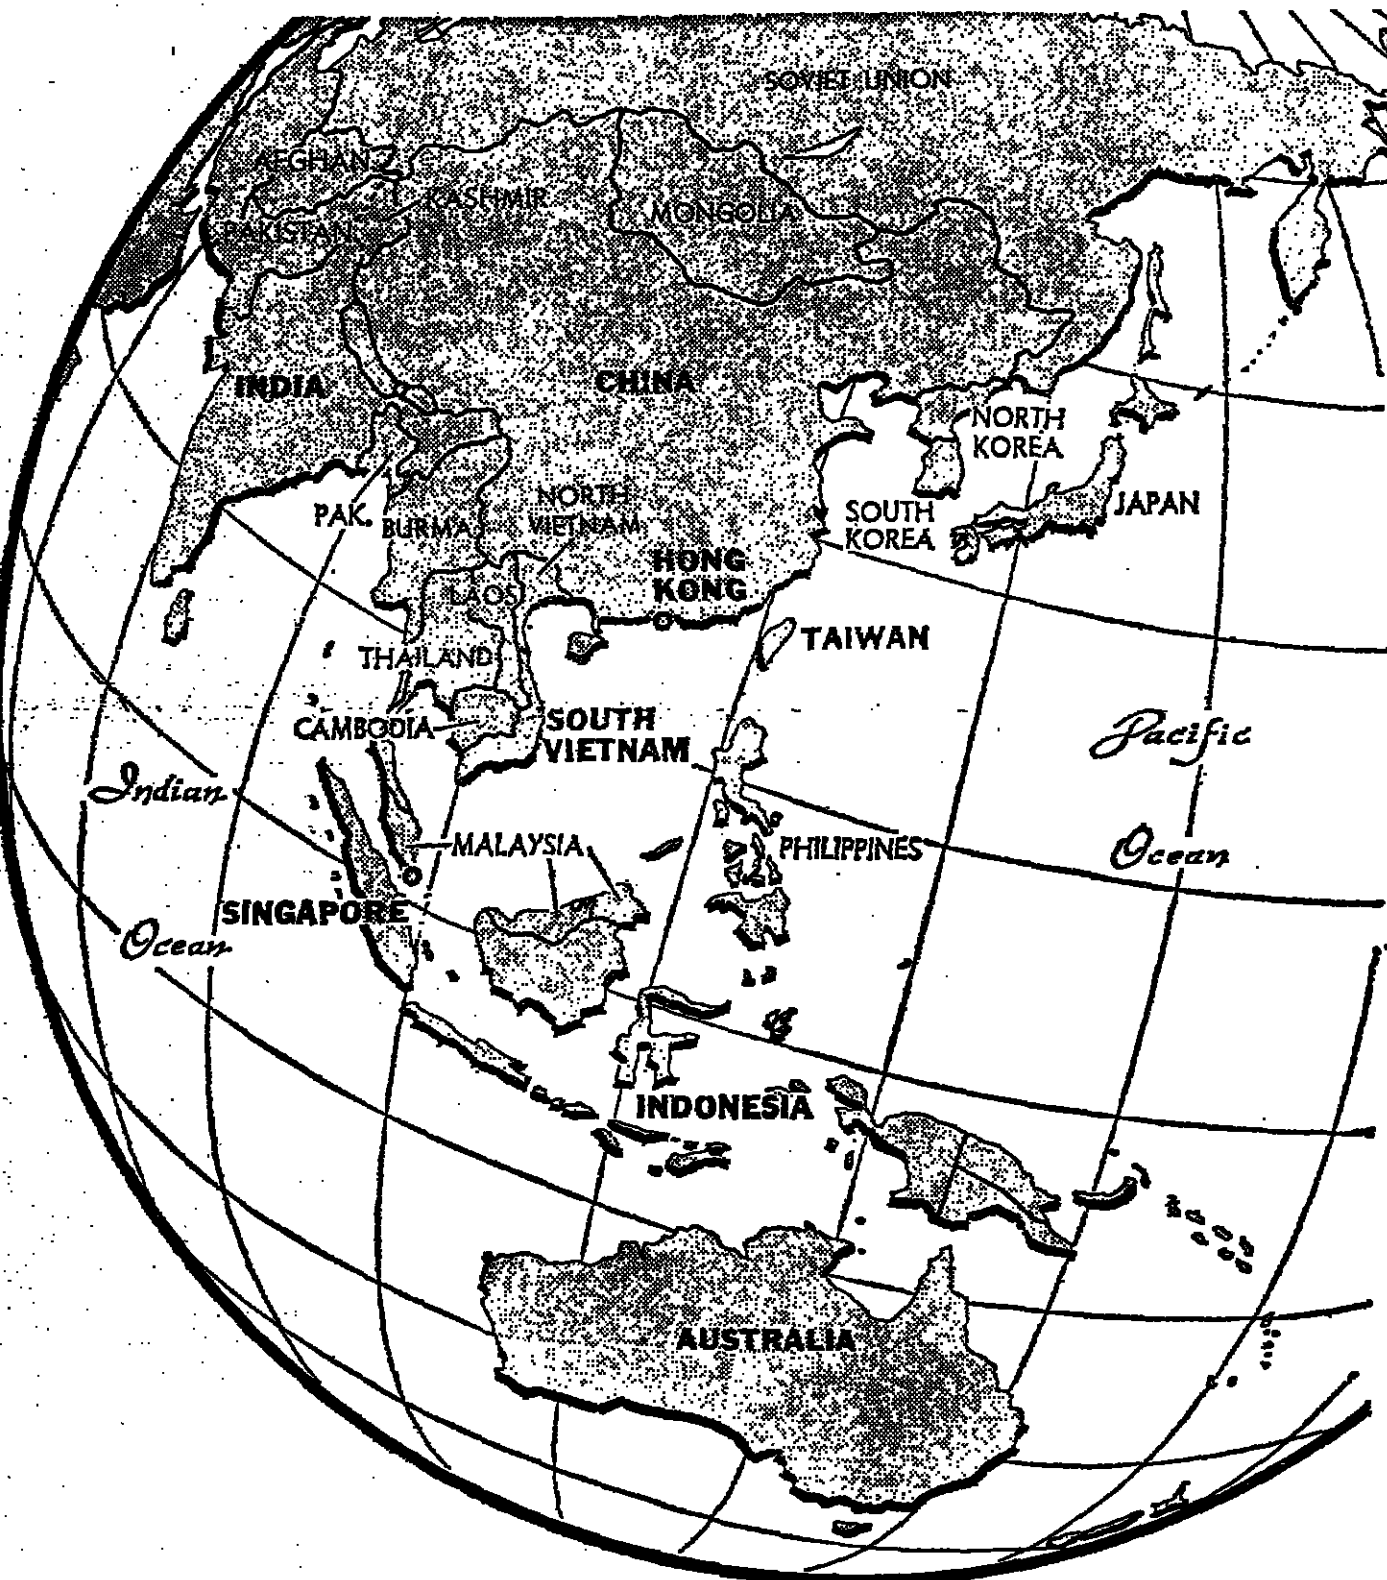 SOVIET UNION
AFGHAN.
KASHMIR
MONGOLIA
PAKISTAN
INDIA
CHINA
NORTH
KOREA
PAK.
BURMA
NORTH
VIETNAM
SOUTH
KOREA
JAPAN
HONG
KONG
LAOS
TAIWAN
THAILAND
CAMBODIA
SOUTH
VIETNAM
Pacific
Ocean
Indian
Ocean
MALAYSIA
PHILIPPINES
SINGAPORE
INDONESIA
AUSTRALIA